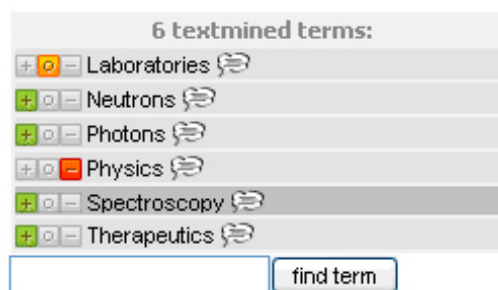 6 textmined terms:
+ o - Laboratories
+ o - Neutrons
+ o - Photons
+ o - Physics
+ o - Spectroscopy
+ o - Therapeutics
find term